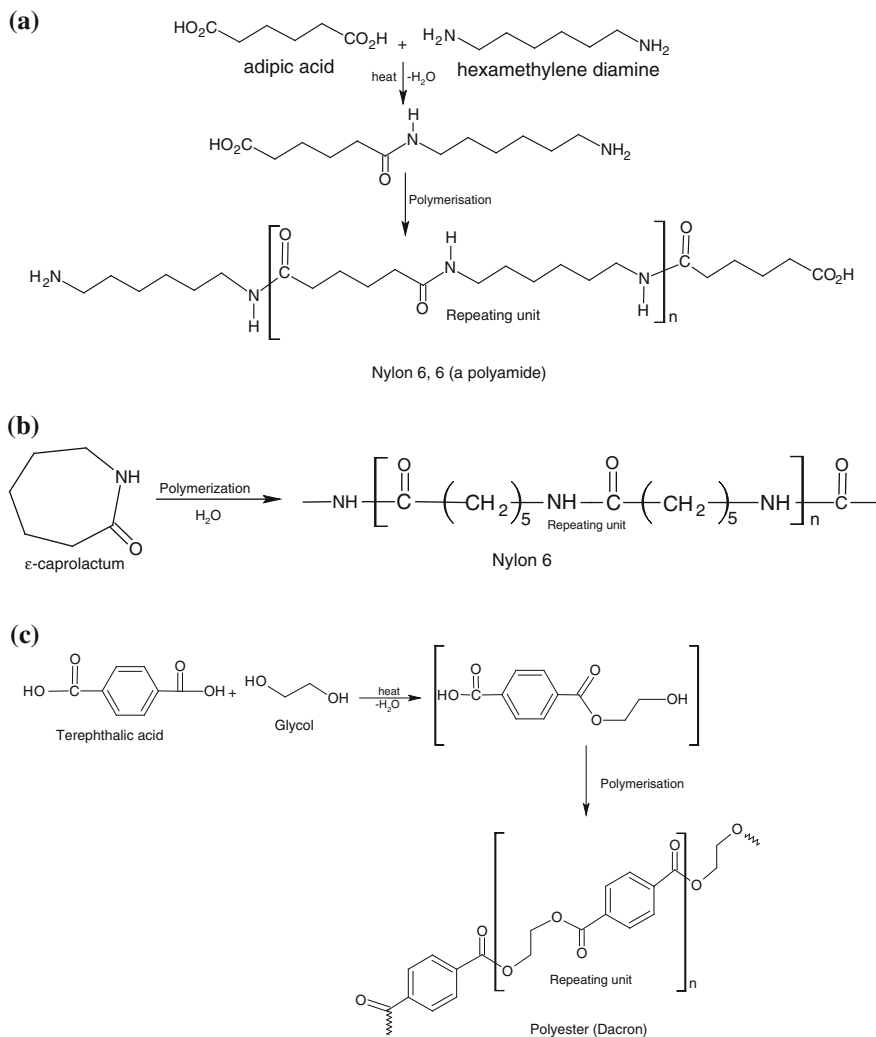 (a)
HO2C
CO2H + H2N
NH2
adipic acid
hexamethylene diamine
heat -H2O
H
HO2C
N
NH2
O
Polymerisation
O
H
O
H2N
N
N
N
CO2H
H
O
Repeating unit
H
n
Nylon 6, 6 (a polyamide)
(b)
NH
O
ε-caprolactum
Polymerization
H2O
O O O
NH C (CH2)5 NH C (CH2)5 NH n C
Repeating unit
Nylon 6
(c)
O O
HO C C OH + HO OH
Terephthalic acid
Glycol
heat
-H2O
O O
HO C C OH
O
Polymerisation
O
O
C
O
O
O
C
O
C
O
O
C
O
Repeating unit
n
O
C
Polyester (Dacron)